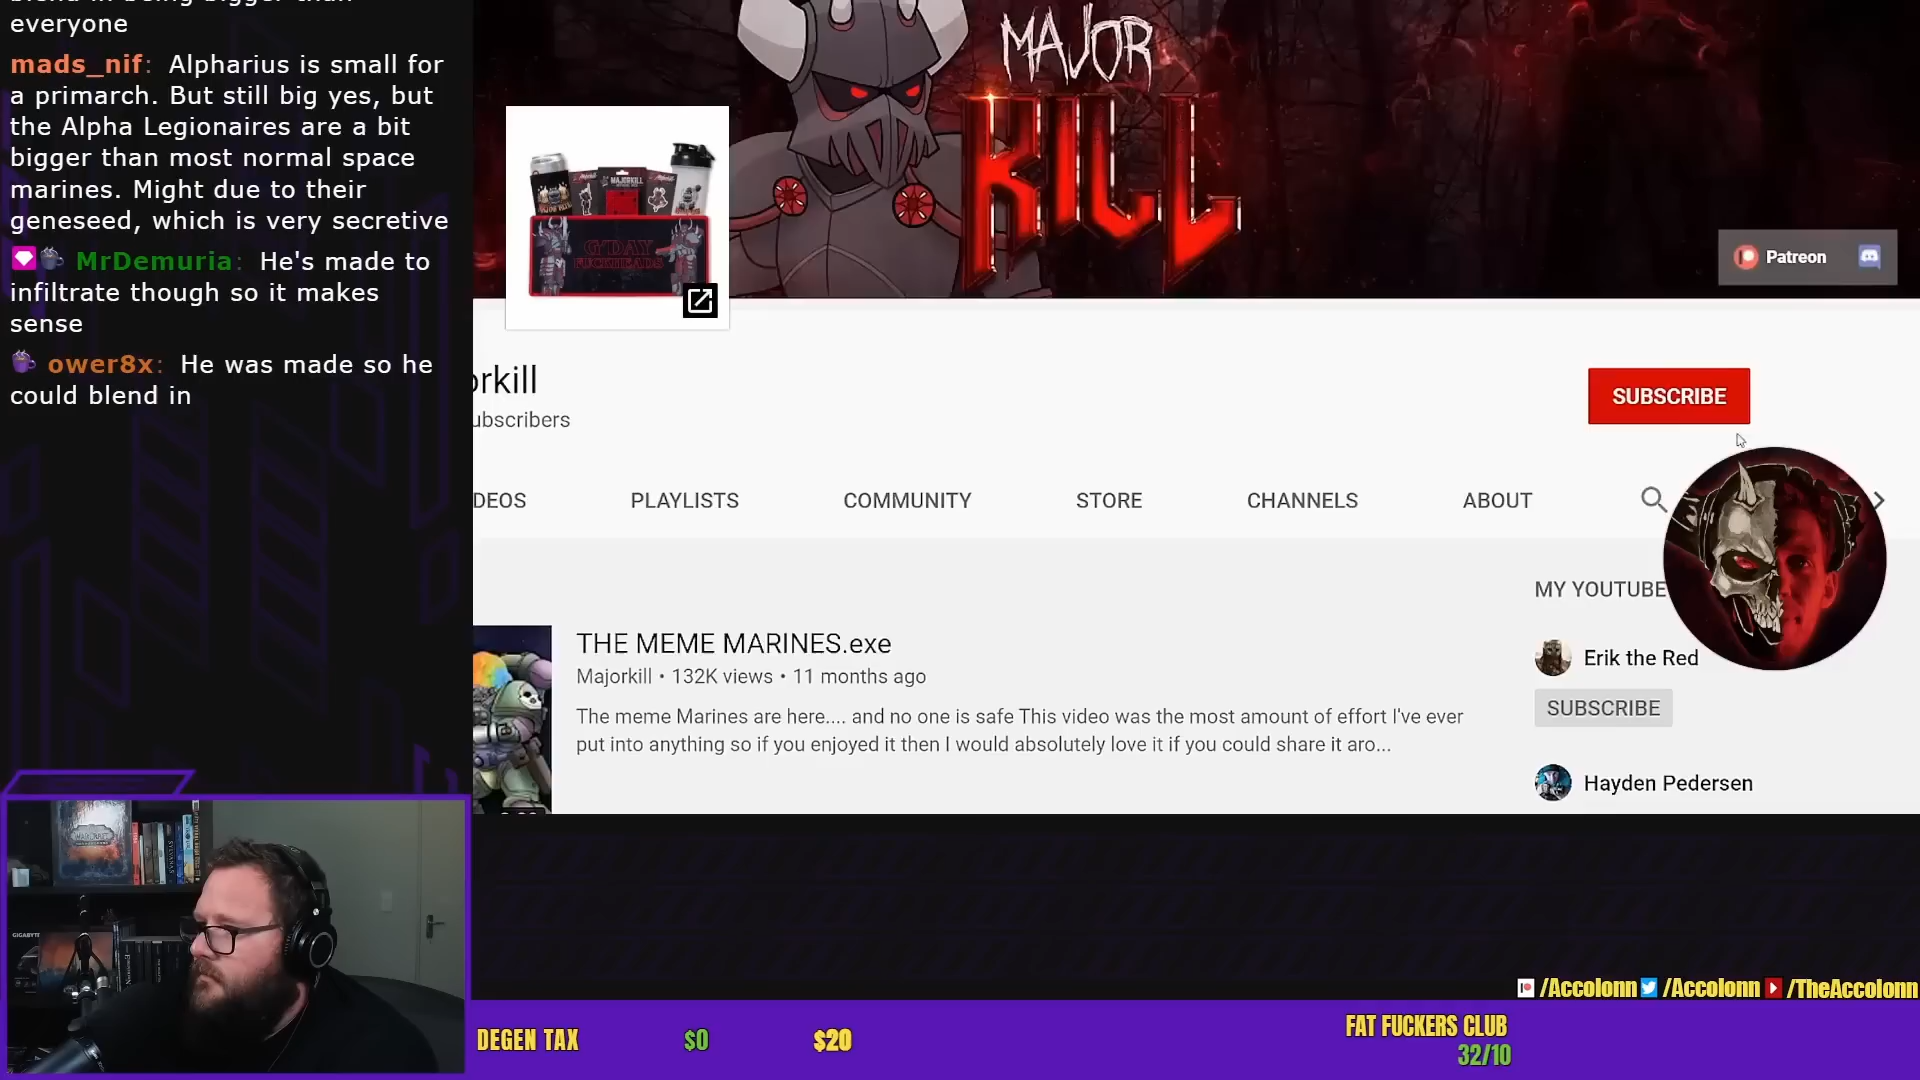 everyone
mads_nif: Alpharius is small for
a primarch. But still big yes, but
the Alpha Legionaires are a bit
bigger than most normal space
marines. Might due to their
geneseed, which is very secretive
MrDemuria: He's made to
infiltrate though so it makes
sense
ower8x: He was made so he
could blend in
MAJOR
KILL
MAJORKILL
G'DAY
FUCKHEADS
Patreon
orkill
ubscribers
SUBSCRIBE
DEOS
PLAYLISTS
COMMUNITY
STORE
CHANNELS
ABOUT
MY YOUTUBE
THE MEME MARINES.exe
Majorkill • 132K views • 11 months ago
The meme Marines are here.... and no one is safe This video was the most amount of effort I've ever
put into anything so if you enjoyed it then I would absolutely love it if you could share it aro...
Erik the Red
SUBSCRIBE
Hayden Pedersen
SYLVANAS
GIGABYTE
/Accolonn /Accolonn /TheAccolonn
DEGEN TAX $0 $20
FAT FUCKERS CLUB
32/10